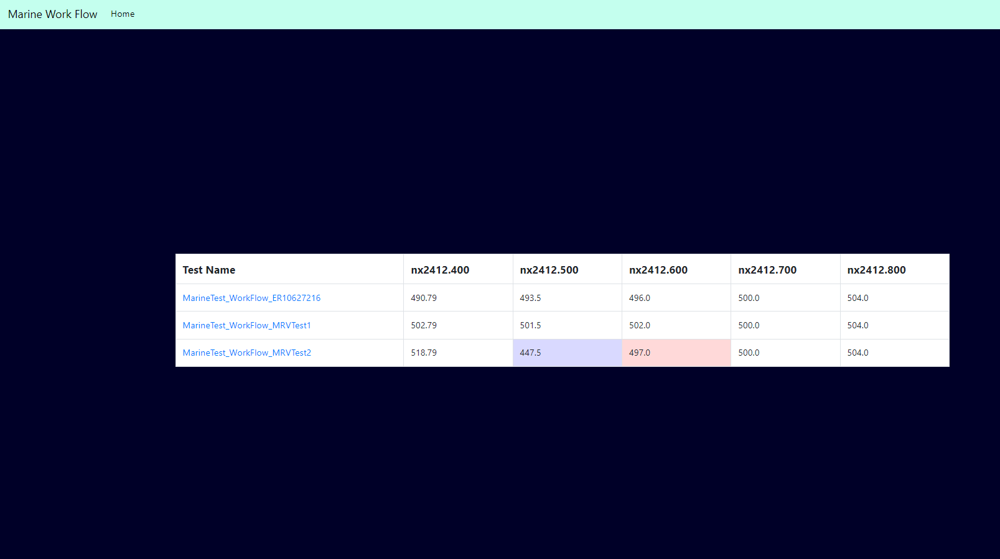 Marine Work Flow Home
Test Name nx2412.400 nx2412.500 nx2412.600 nx2412.700 nx2412.800
MarineTest_WorkFlow_ER10627216 490.79 493.5 496.0 500.0 504.0
MarineTest_WorkFlow_MRVTest1 502.79 501.5 502.0 500.0 504.0
MarineTest_WorkFlow_MRVTest2 518.79 447.5 497.0 500.0 504.0